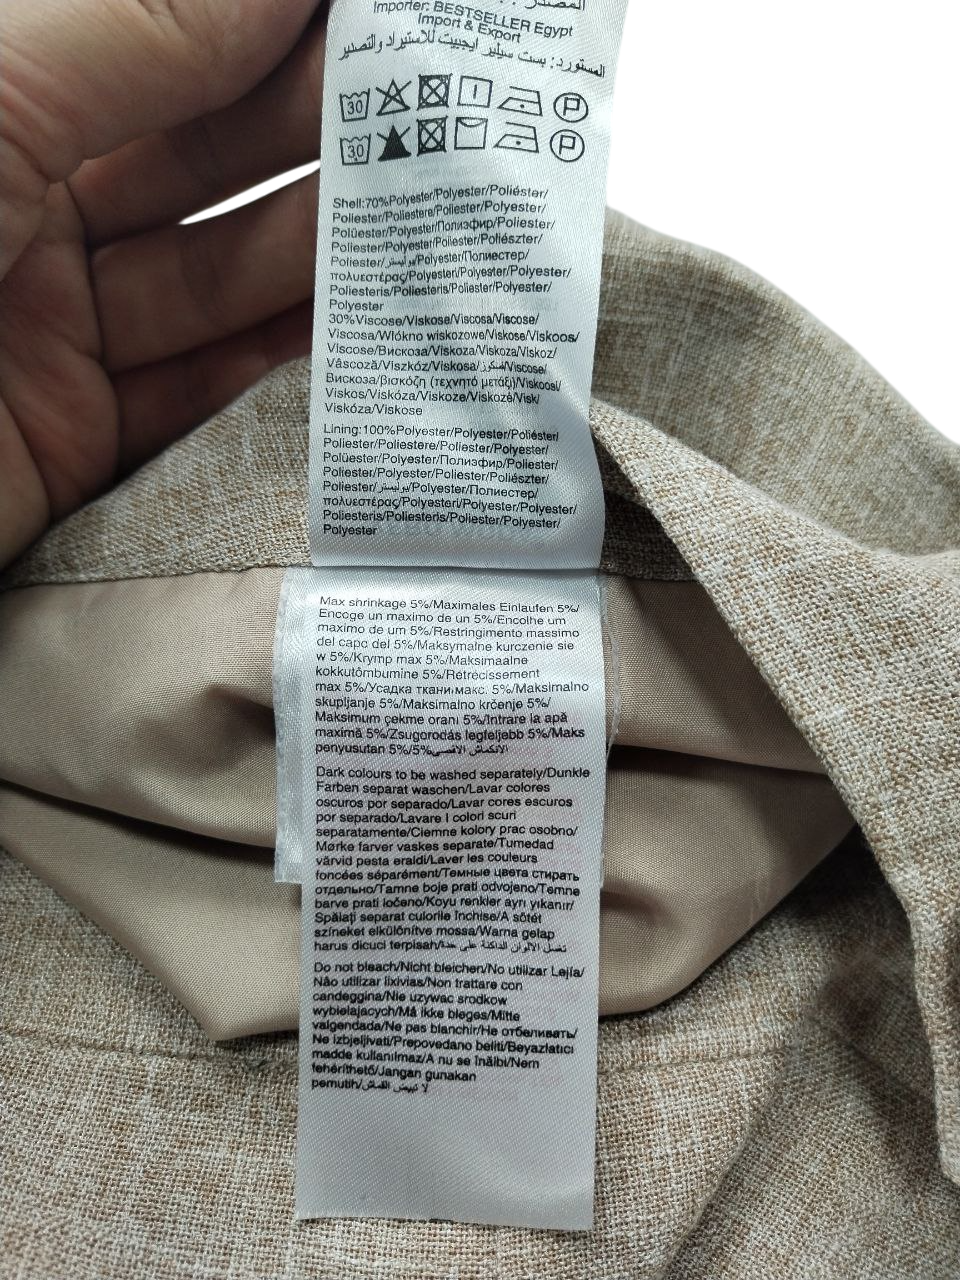 المصدر
Importer: BESTSELLER Egypt
Import & Export
المستورد: بست سيلير ايجيبت للاستيراد والتصدير
30
30
Shell:70%Polyester/Polyester/Poliéster/
Poliester/Poliestere/Poliester/Polyester/
Polüester/Polyester/Полиэфир/Poliester/
Poliester/Polyester/Poliester/Poliészter/
Poliester/بوليستر/Polyester/Полиестер/
πολυεστέρας/Polyesteri/Polyester/Polyester/
Poliesteris/Poliesteris/Poliester/Polyester/
Polyester
30%Viscose/Viskose/Viscosa/Viscose/
Viscosa/Włókno wiskozowe/Viskose/Viskoos/
Viscose/Вискоза/Viskoza/Viskoza/Viskoz/
Vâscoză/Viszkóz/Viskosa/فسكوز/Viscose/
Вискоза/βισκόζη (τεχνητό μετάξι)/Viskoosi/
Viskos/Viskóza/Viskoze/Viskozė/Visk/
Viskóza/Viskose
Lining:100%Polyester/Polyester/Poliéster/
Poliester/Poliestere/Poliester/Polyester/
Polüester/Polyester/Полиэфир/Poliester/
Poliester/Polyester/Poliester/Poliészter/
Poliester/بوليستر/Polyester/Полиестер/
πολυεστέρας/Polyesteri/Polyester/Polyester/
Poliesteris/Poliesteris/Poliester/Polyester/
Polyester
Max shrinkage 5%/Maximales Einlaufen 5%/
Encoge un maximo de un 5%/Encolhe um
maximo de um 5%/Restringimento massimo
del capo del 5%/Maksymalne kurczenie sie
w 5%/Krymp max 5%/Maksimaalne
kokkutõmbumine 5%/Rétrécissement
max 5%/Усадка ткани макс. 5%/Maksimalno
skupljanje 5%/Maksimalno krčenje 5%/
Maksimum çekme oranı 5%/Intrare la apă
maximă 5%/Zsugorodás legfeljebb 5%/Maks
penyusutan 5%/5%الانكماش الاقصى
Dark colours to be washed separately/Dunkle
Farben separat waschen/Lavar colores
oscuros por separado/Lavar cores escuros
por separado/Lavare I colori scuri
separatamente/Ciemne kolory prac osobno/
Mørke farver vaskes separate/Tumedad
värvid pesta eraldi/Laver les couleurs
foncées séparément/Темные цвета стирать
отдельно/Tamne boje prati odvojeno/Temne
barve prati ločeno/Koyu renkler ayrı yıkanır/
Spălați separat culorile închise/A sötét
színeket elkülönítve mossa/Warna gelap
harus dicuci terpisah/تغسل الالوان الداكنة على حدة
Do not bleach/Nicht bleichen/No utilizar Lejía/
Não utilizar lixivias/Non trattare con
candeggina/Nie uzywac srodkow
wybielajacych/Må ikke bleges/Mitte
valgendada/Ne pas blanchir/Не отбеливать/
Ne izbjeljivati/Prepovedano beliti/Beyazlatici
madde kullanılmaz/A nu se înălbi/Nem
fehéríthető/Jangan gunakan
pemutih/لا تبيض القماش